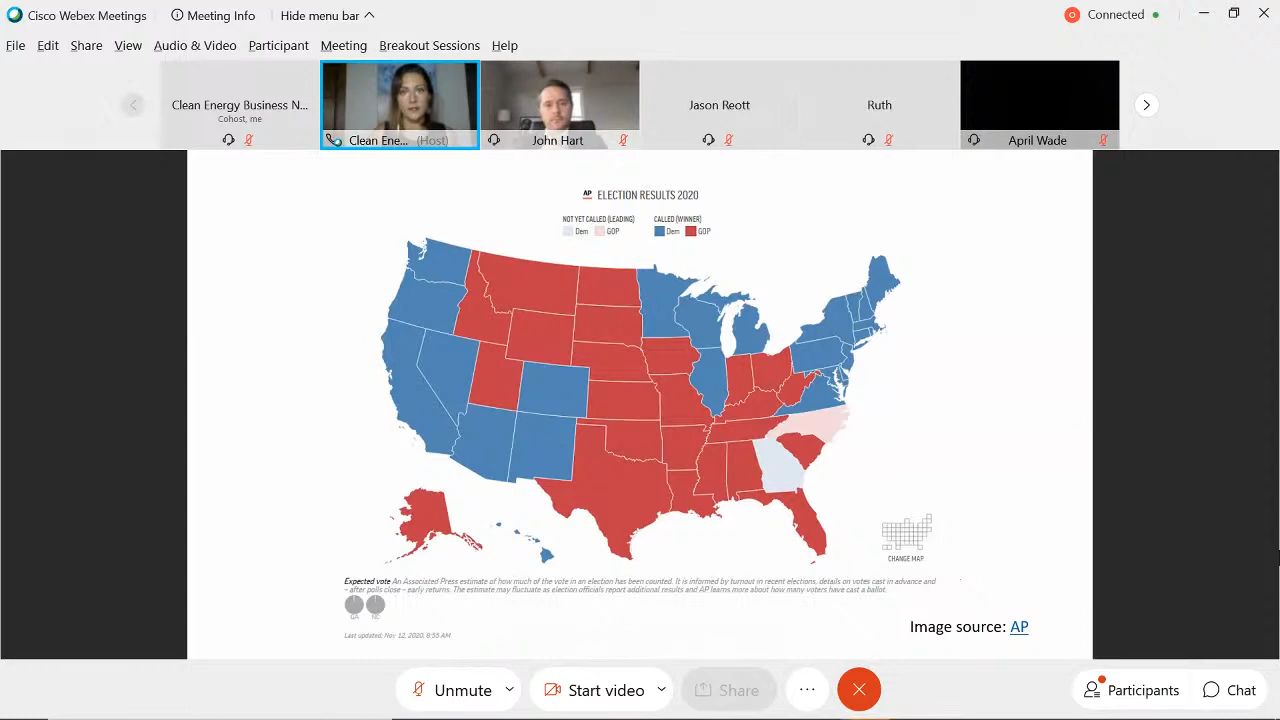 Cisco Webex Meetings
Meeting Info
Hide menu bar
Connected
File Edit Share View Audio & Video Participant Meeting Breakout Sessions Help
Clean Energy Business N...
Cohost, me
Clean Ene... (Host)
John Hart
Jason Reott
Ruth
April Wade
AP ELECTION RESULTS 2020
NOT YET CALLED (LEADING)
CALLED (WINNER)
Dem GOP
Dem GOP
CHANGE MAP
Expected vote An Associated Press estimate of how much of the vote in an election has been counted. It is informed by turnout in recent elections, details on votes cast in advance and
- after polls close - early returns. The estimate may fluctuate as election officials report additional results and AP learns more about how many voters have cast a ballot.
GA NC
Image source: AP
Last updated: Nov 12, 2020, 9:55 AM
Unmute
Start video
Share
Participants
Chat